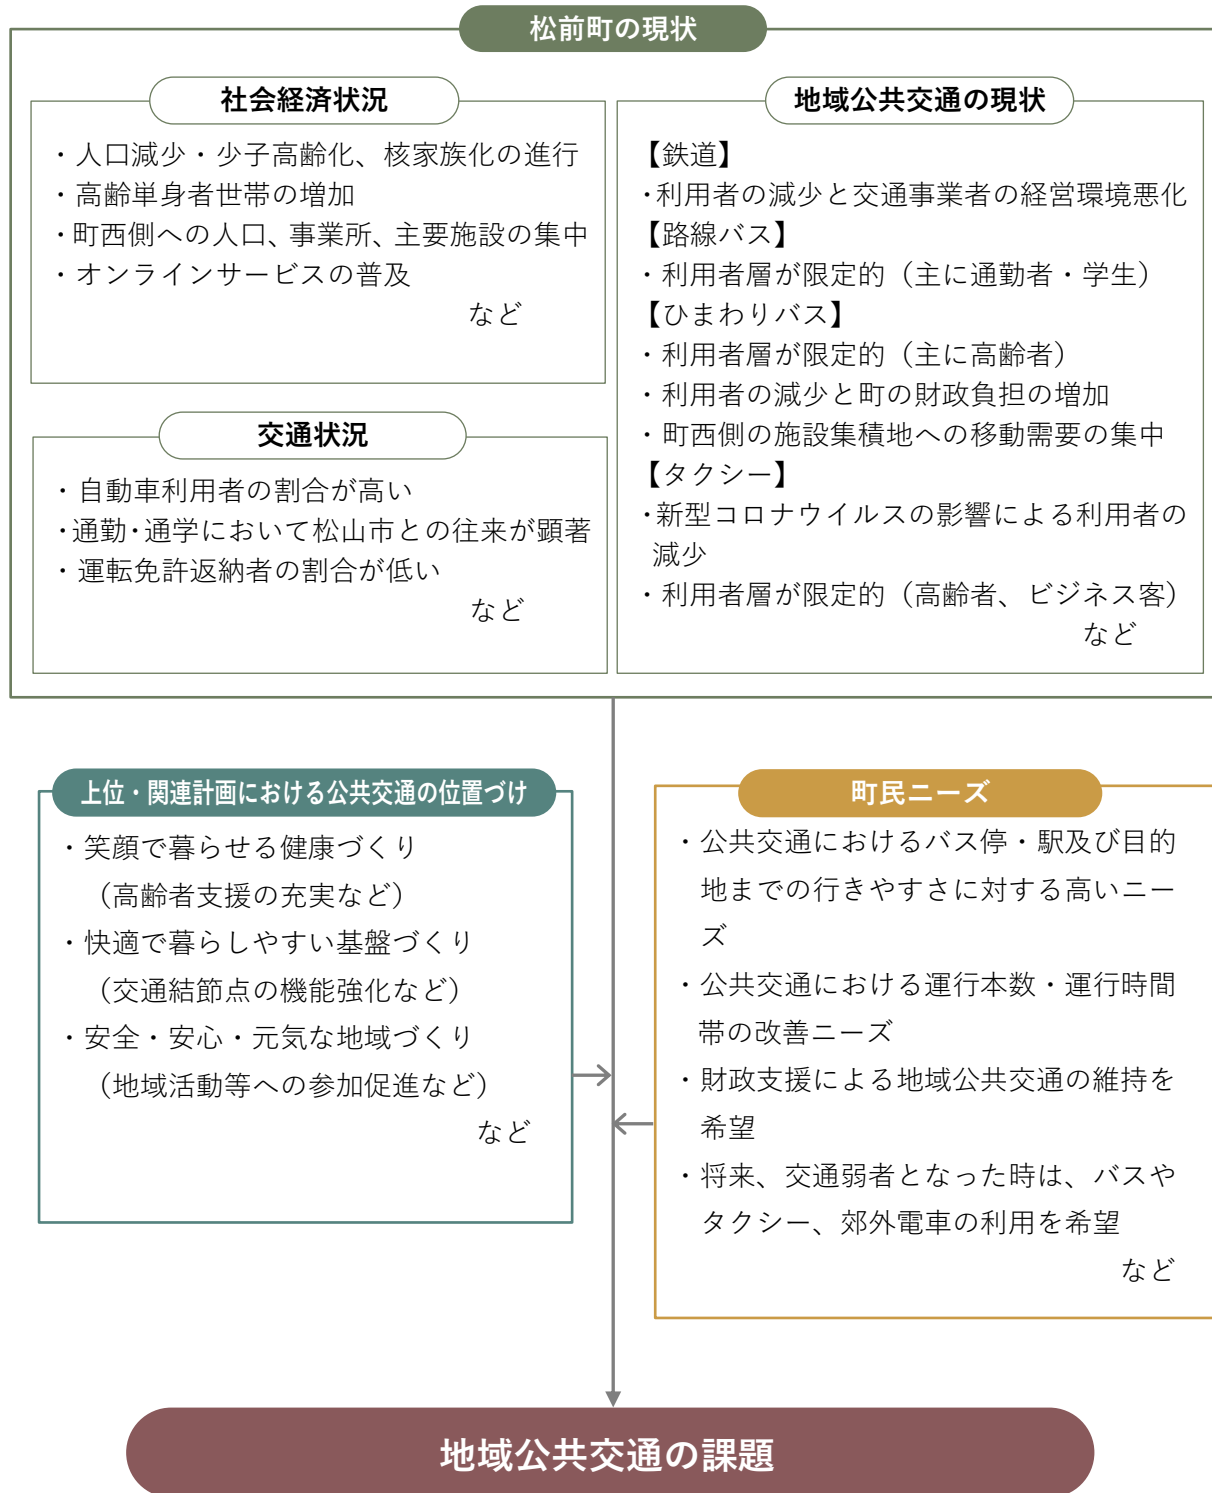 松前町の現状
社会経済状況
・人口減少・少子高齢化、核家族化の進行
・高齢単身者世帯の増加
・町西側への人口、事業所、主要施設の集中
・オンラインサービスの普及
など
交通状況
・自動車利用者の割合が高い
・通勤・通学において松山市との往来が顕著
・運転免許返納者の割合が低い
など
地域公共交通の現状
【鉄道】
・利用者の減少と交通事業者の経営環境悪化
【路線バス】
・利用者層が限定的（主に通勤者・学生）
【ひまわりバス】
・利用者層が限定的（主に高齢者）
・利用者の減少と町の財政負担の増加
・町西側の施設集積地への移動需要の集中
【タクシー】
・新型コロナウイルスの影響による利用者の
減少
・利用者層が限定的（高齢者、ビジネス客）
など
上位・関連計画における公共交通の位置づけ
・笑顔で暮らせる健康づくり
（高齢者支援の充実など）
・快適で暮らしやすい基盤づくり
（交通結節点の機能強化など）
・安全・安心・元気な地域づくり
（地域活動等への参加促進など）
など
町民ニーズ
・公共交通におけるバス停・駅及び目的
地までの行きやすさに対する高いニー
ズ
・公共交通における運行本数・運行時間
帯の改善ニーズ
・財政支援による地域公共交通の維持を
希望
・将来、交通弱者となった時は、バスや
タクシー、郊外電車の利用を希望
など
地域公共交通の課題